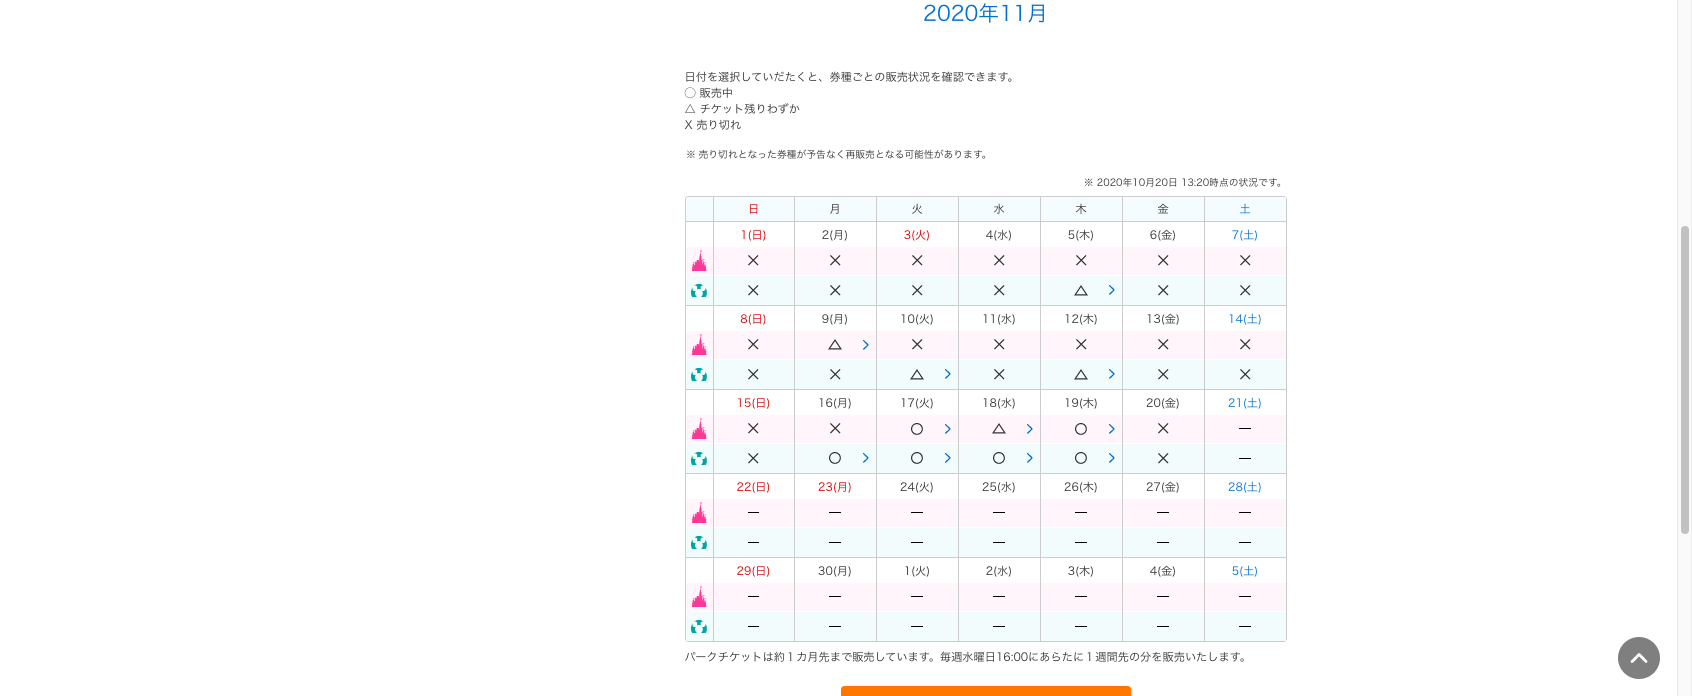 2020年11月
日付を選択していだたくと、券種ごとの販売状況を確認できます。
○ 販売中
△ チケット残りわずか
X 売り切れ
※ 売り切れとなった券種が予告なく再販売となる可能性があります。
※ 2020年10月20日 13:20時点の状況です。
日 月 火 水 木 金 土
1(日) 2(月) 3(火) 4(水) 5(木) 6(金) 7(土)
× × × × × × ×
× × × × △ > × ×
8(日) 9(月) 10(火) 11(水) 12(木) 13(金) 14(土)
× △ > × × × × ×
× × △ > × △ > × ×
15(日) 16(月) 17(火) 18(水) 19(木) 20(金) 21(土)
× × ○ > △ > ○ > × —
× ○ > ○ > ○ > ○ > × —
22(日) 23(月) 24(火) 25(水) 26(木) 27(金) 28(土)
— — — — — — —
— — — — — — —
29(日) 30(月) 1(火) 2(水) 3(木) 4(金) 5(土)
— — — — — — —
— — — — — — —
パークチケットは約１カ月先まで販売しています。毎週水曜日16:00にあらたに１週間先の分を販売いたします。